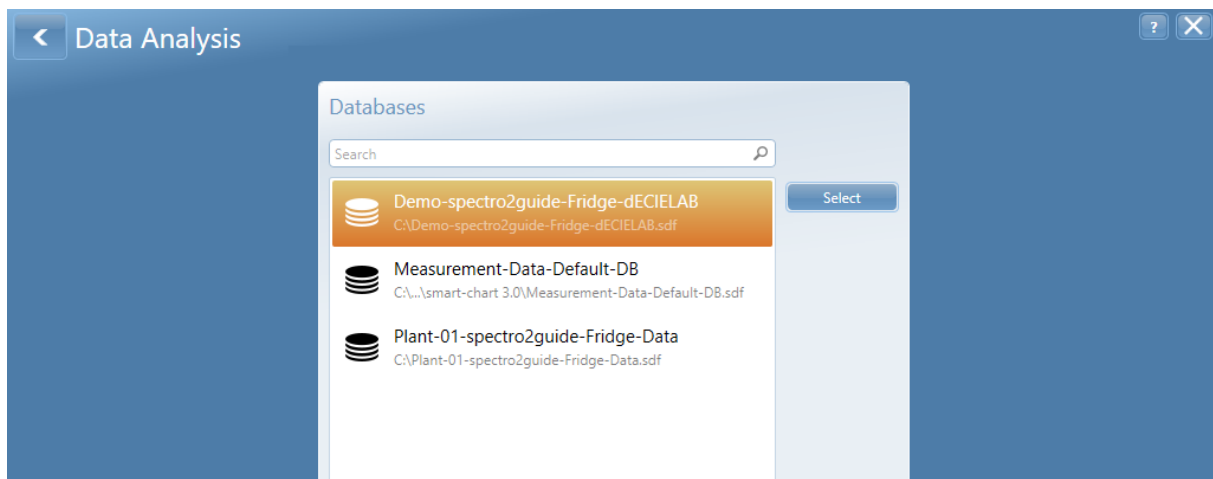 Data Analysis
?
Databases
Search
Demo-spectro2guide-Fridge-dECIELAB
C:\Demo-spectro2guide-Fridge-dECIELAB.sdf
Select
Measurement-Data-Default-DB
C:\...\smart-chart 3.0\Measurement-Data-Default-DB.sdf
Plant-01-spectro2guide-Fridge-Data
C:\Plant-01-spectro2guide-Fridge-Data.sdf